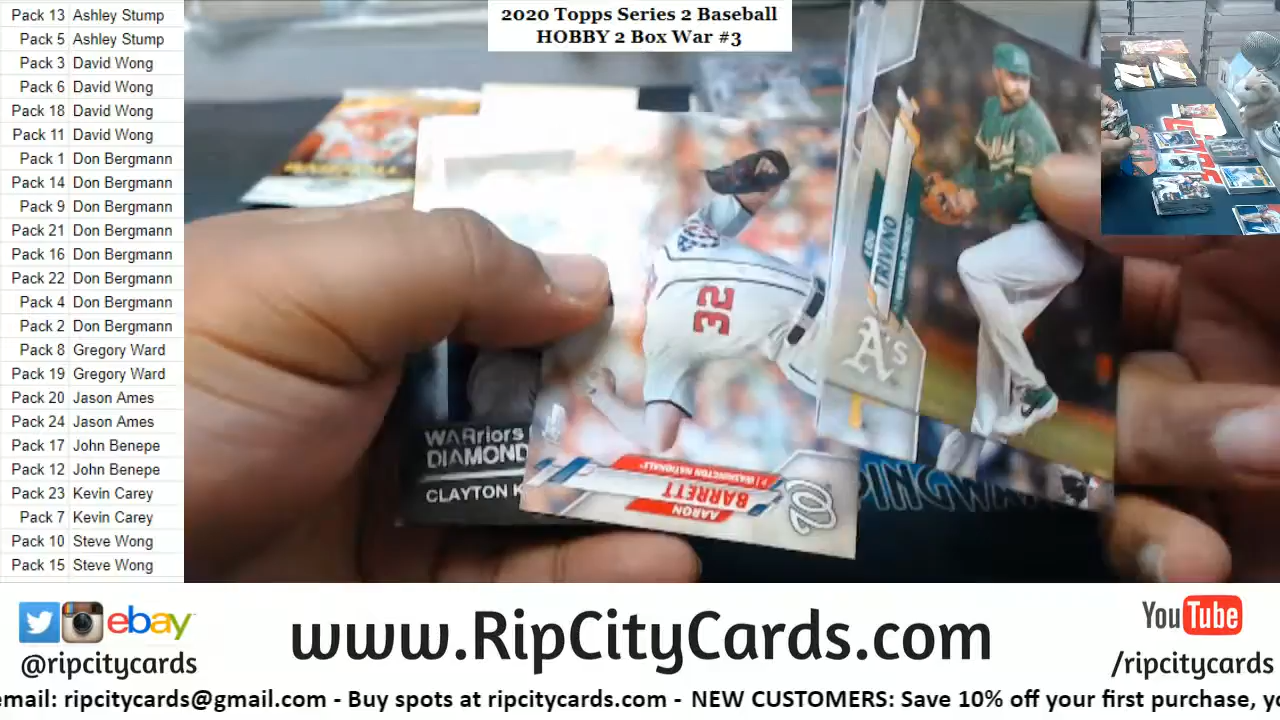 Pack 13 Ashley Stump
Pack 5 Ashley Stump
Pack 3 David Wong
Pack 6 David Wong
Pack 18 David Wong
Pack 11 David Wong
Pack 1 Don Bergmann
Pack 14 Don Bergmann
Pack 9 Don Bergmann
Pack 21 Don Bergmann
Pack 16 Don Bergmann
Pack 22 Don Bergmann
Pack 4 Don Bergmann
Pack 2 Don Bergmann
Pack 8 Gregory Ward
Pack 19 Gregory Ward
Pack 20 Jason Ames
Pack 24 Jason Ames
Pack 17 John Benepe
Pack 12 John Benepe
Pack 23 Kevin Carey
Pack 7 Kevin Carey
Pack 10 Steve Wong
Pack 15 Steve Wong
2020 Topps Series 2 Baseball
HOBBY 2 Box War #3
TRIVINO
A's
32
WARriors
DIAMOND
CLAYTON K
AARON
BARRETT
P | WASHINGTON NATIONALS
W
ebay
@ripcitycards
www.RipCityCards.com
YouTube
/ripcitycards
email: ripcitycards@gmail.com - Buy spots at ripcitycards.com - NEW CUSTOMERS: Save 10% off your first purchase, yo